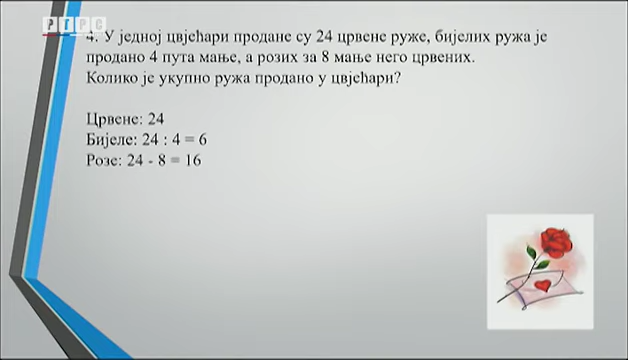 РТРС
4. У једној цвјећари продане су 24 црвене руже, бијелих ружа је
продано 4 пута мање, а розих за 8 мање него црвених.
Колико је укупно ружа продано у цвјећари?
Црвене: 24
Бијеле: 24 : 4 = 6
Розе: 24 - 8 = 16